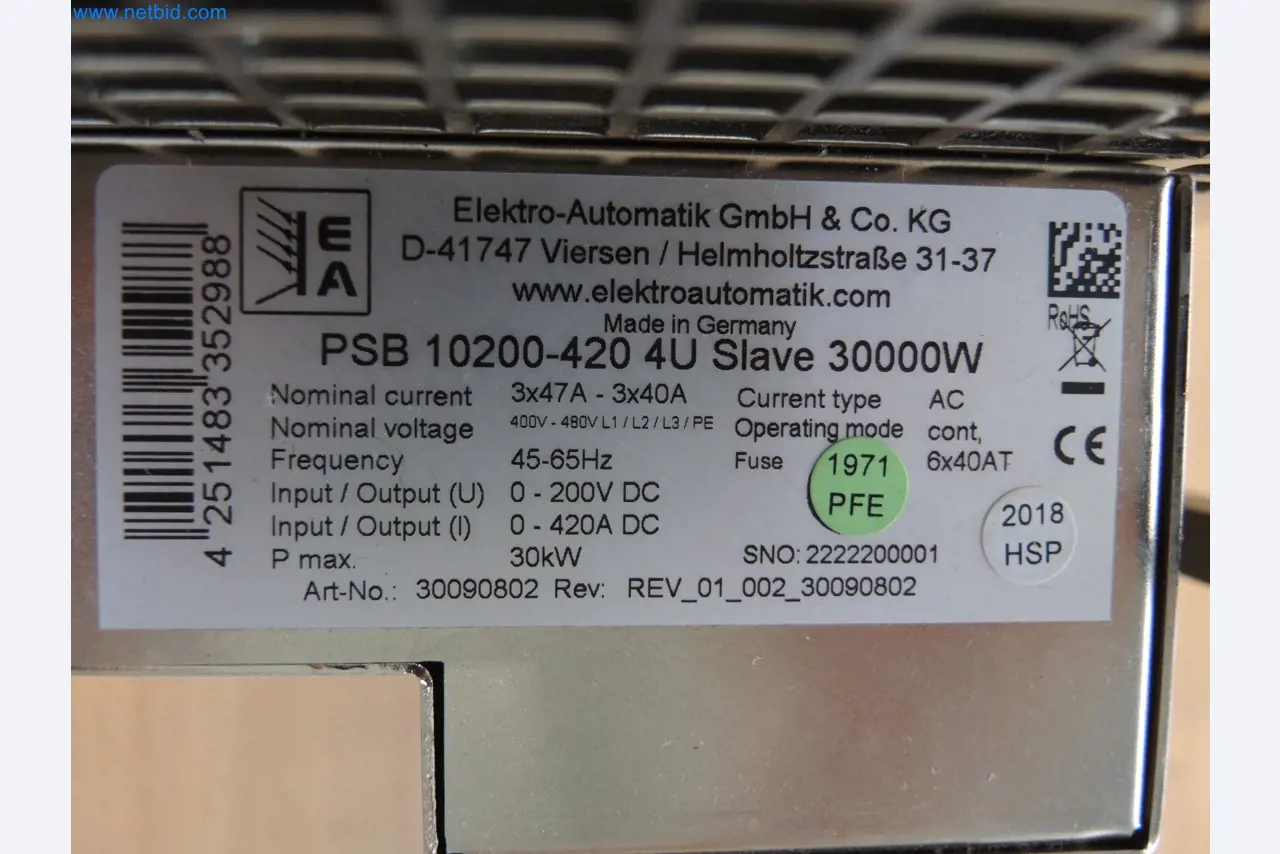 www.netbid.com
EA
Elektro-Automatik GmbH & Co. KG
D-41747 Viersen / Helmholtzstraße 31-37
www.elektroautomatik.com
Made in Germany
PSB 10200-420 4U Slave 30000W
Nominal current 3x47A - 3x40A Current type AC
Nominal voltage 400V - 480V L1 / L2 / L3 / PE Operating mode cont,
Frequency 45-65Hz Fuse 6x40AT
Input / Output (U) 0 - 200V DC
Input / Output (I) 0 - 420A DC
P max. 30kW SNO: 2222200001
Art-No.: 30090802 Rev: REV_01_002_30090802
4 251483 352988
RoHS
CE
1971
PFE
2018
HSP